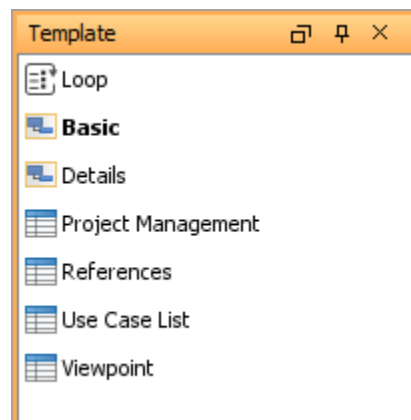 Template
Loop
Basic
Details
Project Management
References
Use Case List
Viewpoint